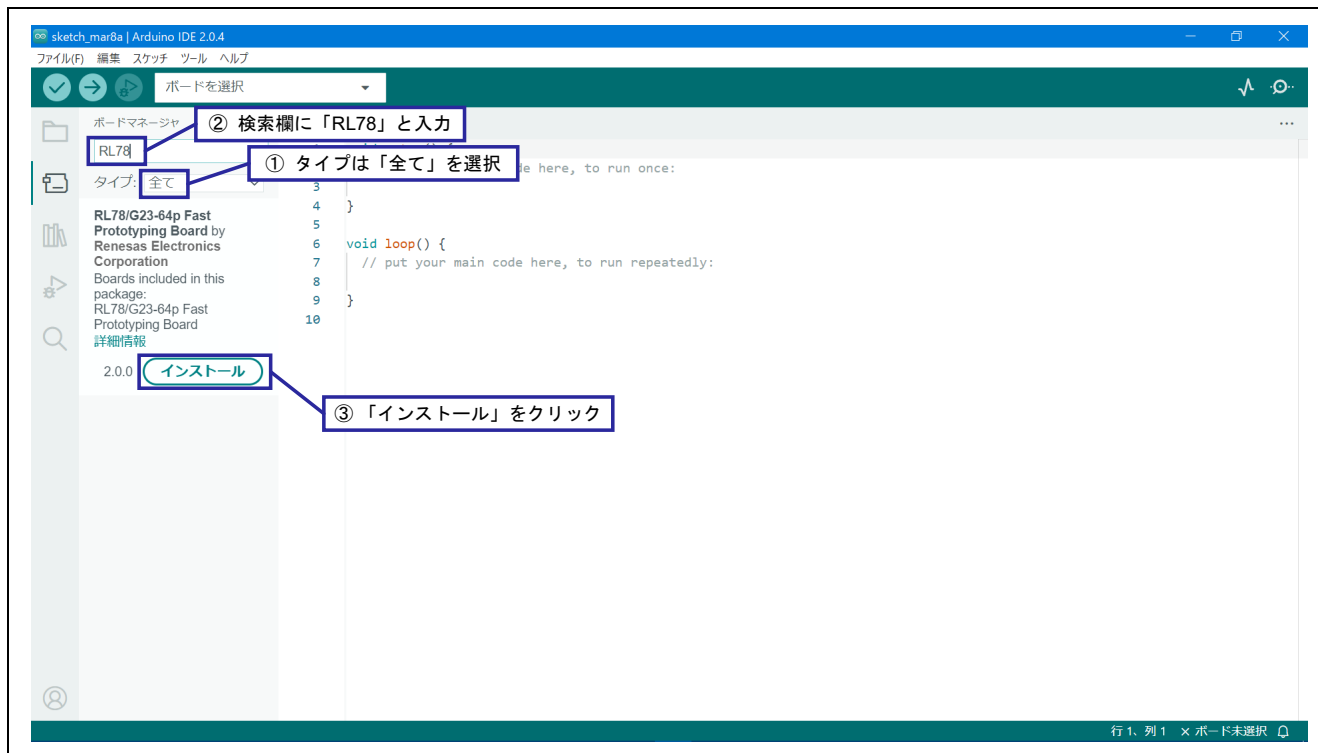 sketch_mar8a | Arduino IDE 2.0.4
ファイル(F) 編集 スケッチ ツール ヘルプ
ボードを選択
ボードマネージャ
② 検索欄に「RL78」と入力
RL78
① タイプは「全て」を選択
タイプ: 全て
de here, to run once:
3
4 }
5
6 void loop() {
7 // put your main code here, to run repeatedly:
8
9 }
10
RL78/G23-64p Fast
Prototyping Board by
Renesas Electronics
Corporation
Boards included in this
package:
RL78/G23-64p Fast
Prototyping Board
詳細情報
2.0.0 インストール
③「インストール」をクリック
行 1、列 1 × ボード未選択